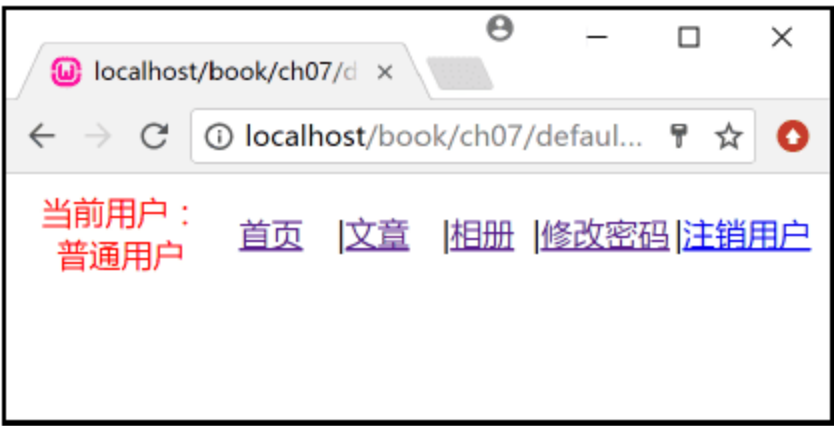 localhost/book/ch07/d
localhost/book/ch07/defaul...
当前用户：
普通用户
首页 |文章 |相册 |修改密码|注销用户